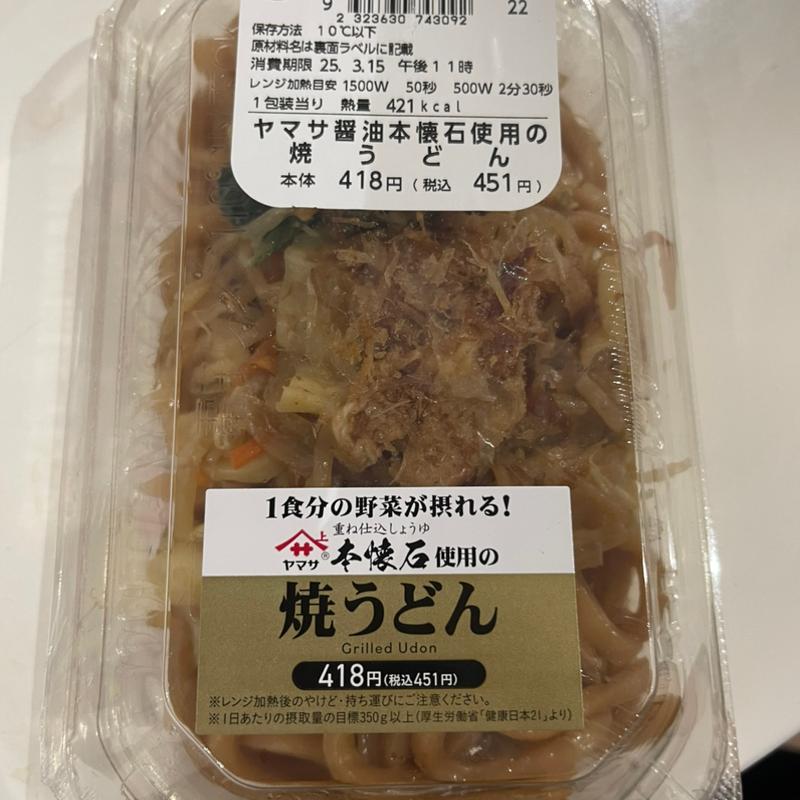 9 22
2 323630 743092
保存方法 10℃以下
原材料名は裏面ラベルに記載
消費期限 25. 3.15 午後11時
レンジ加熱目安 1500W 50秒 500W 2分30秒
1包装当り 熱量 421kcal
ヤマサ醤油本懐石使用の
焼うどん
本体 418円(税込 451円)
1食分の野菜が摂れる!
重ね仕込しょうゆ
上サ® ヤマサ 本懐石使用の
焼うどん
Grilled Udon
418円(税込451円)
※レンジ加熱後のやけど・持ち運びにご注意ください。
※1日あたりの摂取量の目標350g以上(厚生労働省「健康日本21」より)